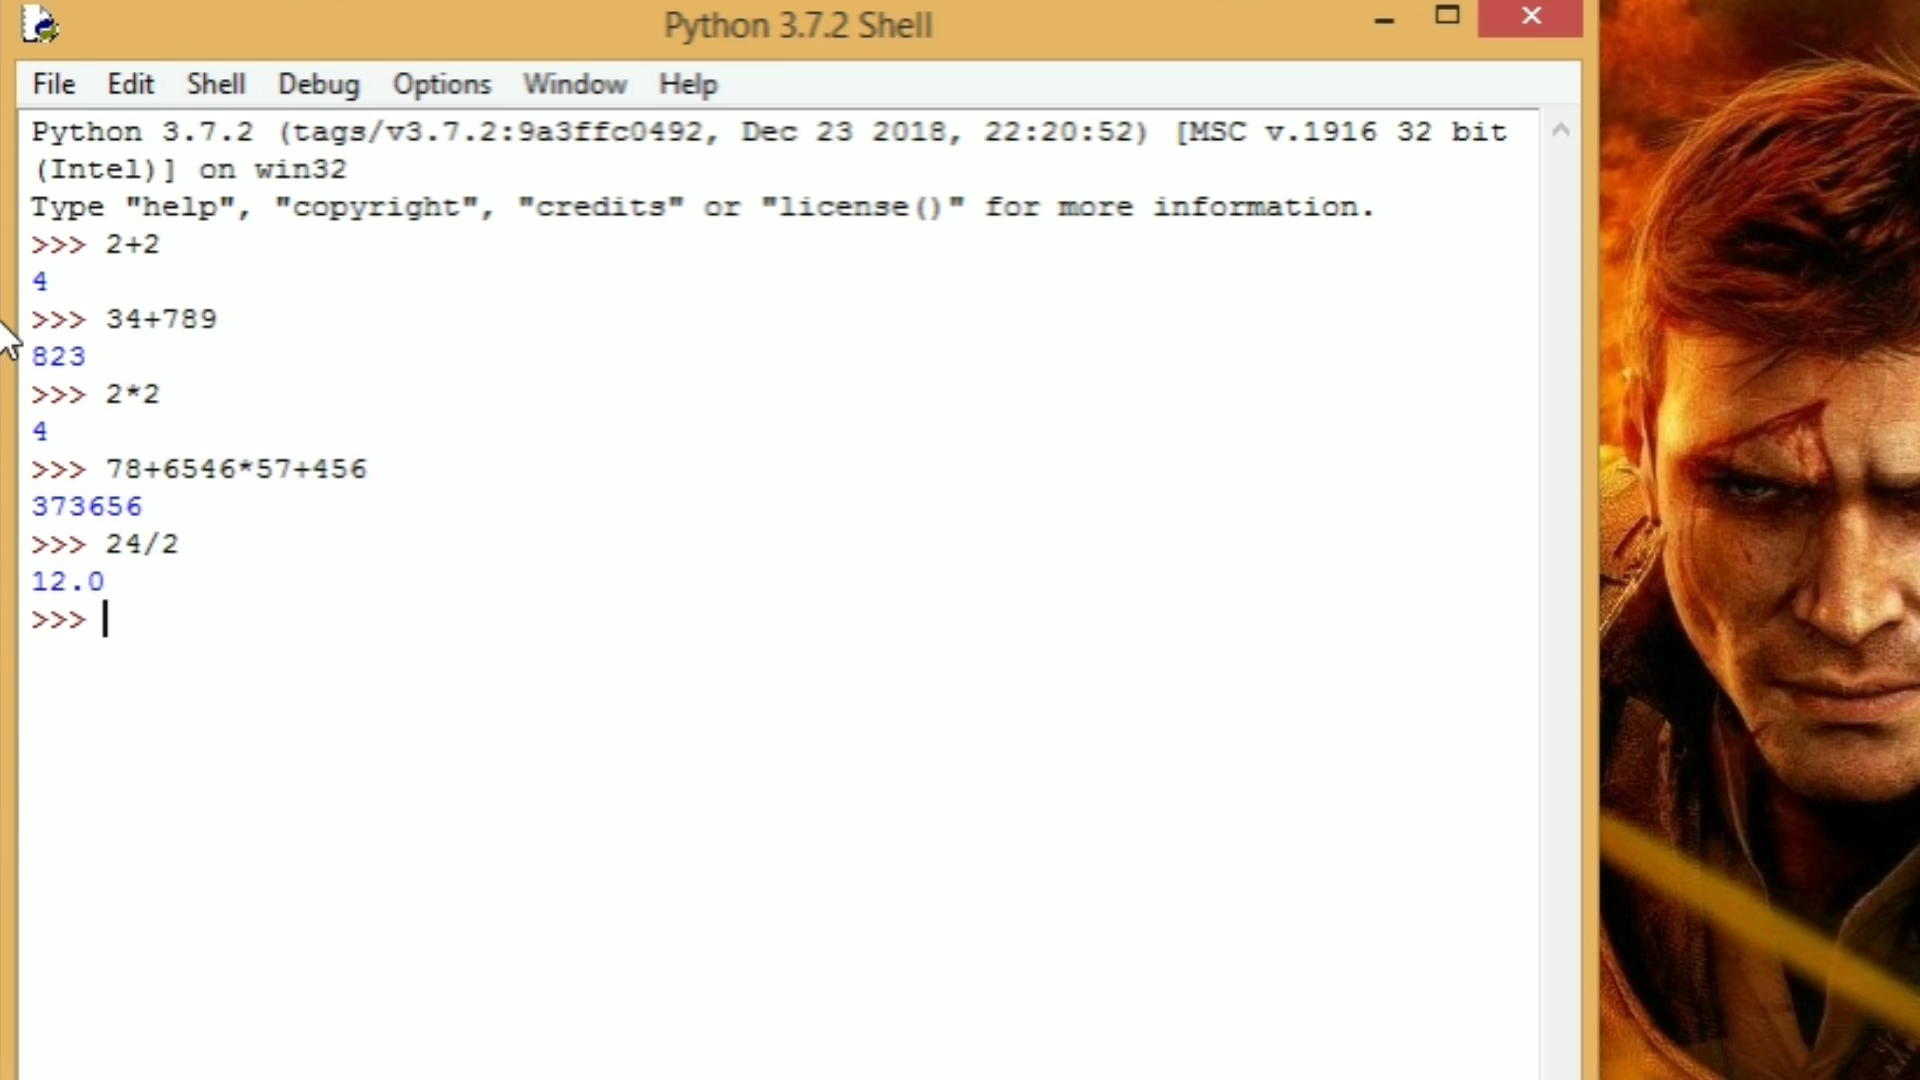 Python 3.7.2 Shell
File Edit Shell Debug Options Window Help
Python 3.7.2 (tags/v3.7.2:9a3ffc0492, Dec 23 2018, 22:20:52) [MSC v.1916 32 bit
(Intel)] on win32
Type "help", "copyright", "credits" or "license()" for more information.
>>> 2+2
4
>>> 34+789
823
>>> 2*2
4
>>> 78+6546*57+456
373656
>>> 24/2
12.0
>>>